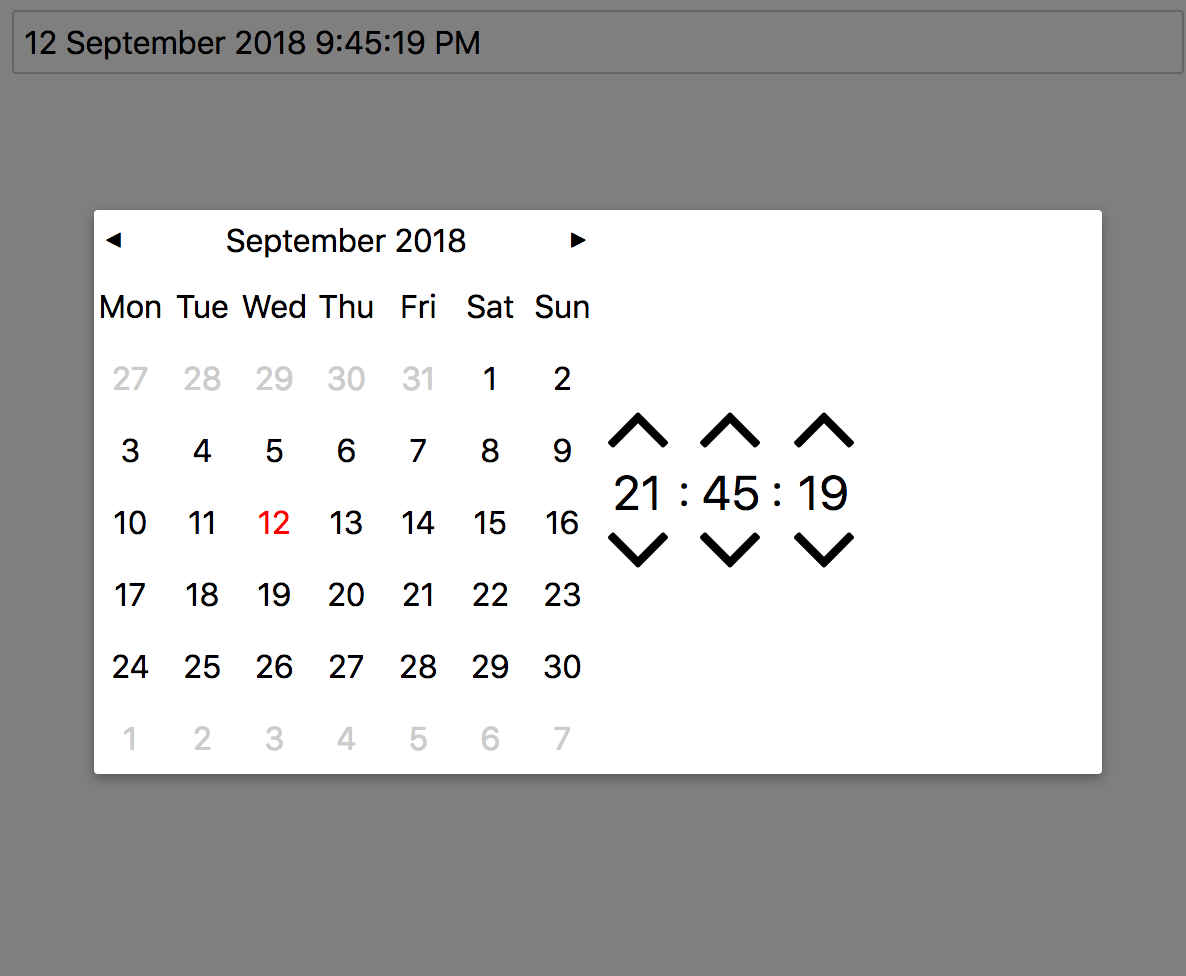 12 September 2018 9:45:19 PM
◄ September 2018 ►
Mon Tue Wed Thu Fri Sat Sun
27 28 29 30 31 1 2
3 4 5 6 7 8 9
10 11 12 13 14 15 16
17 18 19 20 21 22 23
24 25 26 27 28 29 30
1 2 3 4 5 6 7
21 : 45 : 19